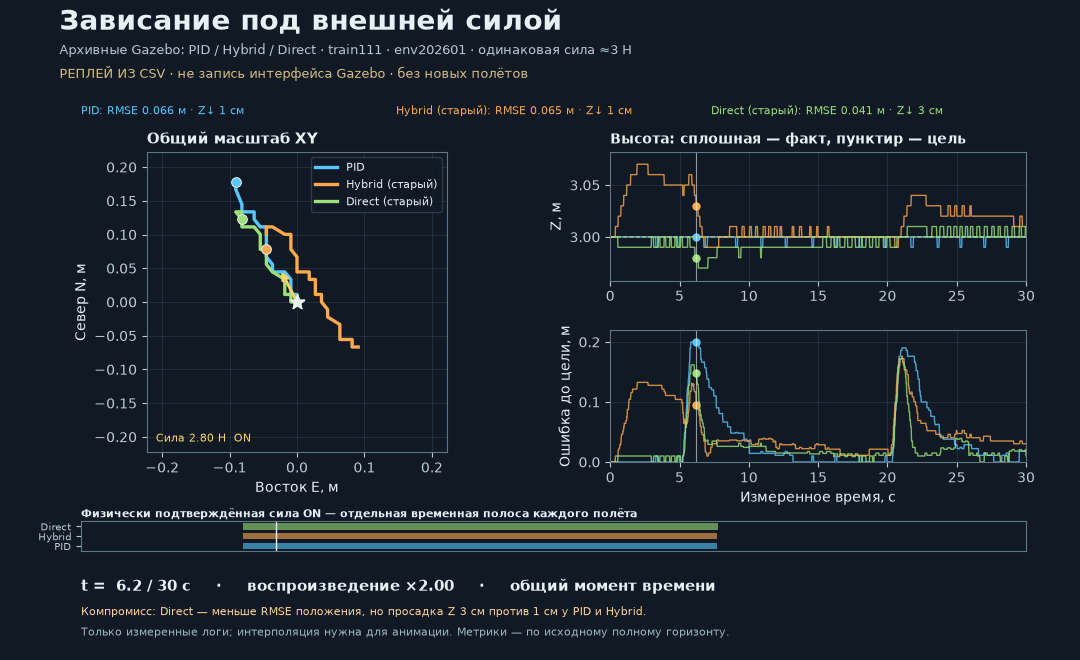 Зависание под внешней силой
Архивные Gazebo: PID / Hybrid / Direct · train111 · env202601 · одинаковая сила ≈3 Н
РЕПЛЕЙ ИЗ CSV · не запись интерфейса Gazebo · без новых полётов
PID: RMSE 0.066 м · Z↓ 1 см
Hybrid (старый): RMSE 0.065 м · Z↓ 1 см
Direct (старый): RMSE 0.041 м · Z↓ 3 см
Общий масштаб XY
0.20
0.15
0.10
0.05
0.00
−0.05
−0.10
−0.15
−0.20
Север N, м
PID
Hybrid (старый)
Direct (старый)
Сила 2.80 Н ON
−0.2
−0.1
0.0
0.1
0.2
Восток E, м
Высота: сплошная — факт, пунктир — цель
Z, м
3.05
3.00
0
5
10
15
20
25
30
Ошибка до цели, м
0.2
0.1
0.0
0
5
10
15
20
25
30
Измеренное время, с
Физически подтверждённая сила ON — отдельная временная полоса каждого полёта
Direct
Hybrid
PID
t = 6.2 / 30 с · воспроизведение ×2.00 · общий момент времени
Компромисс: Direct — меньше RMSE положения, но просадка Z 3 см против 1 см у PID и Hybrid.
Только измеренные логи; интерполяция нужна для анимации. Метрики — по исходному полному горизонту.